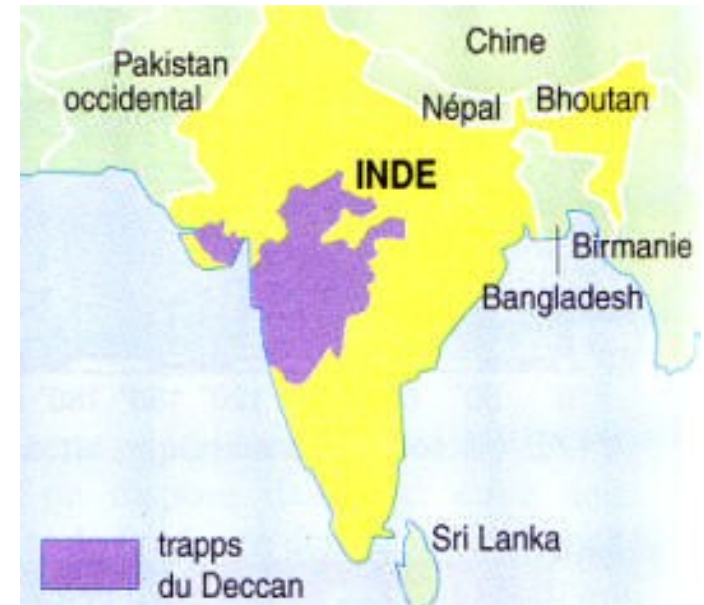 Chine
Pakistan
occidental
Népal
Bhoutan
INDE
Birmanie
Bangladesh
Sri Lanka
trapps
du Deccan